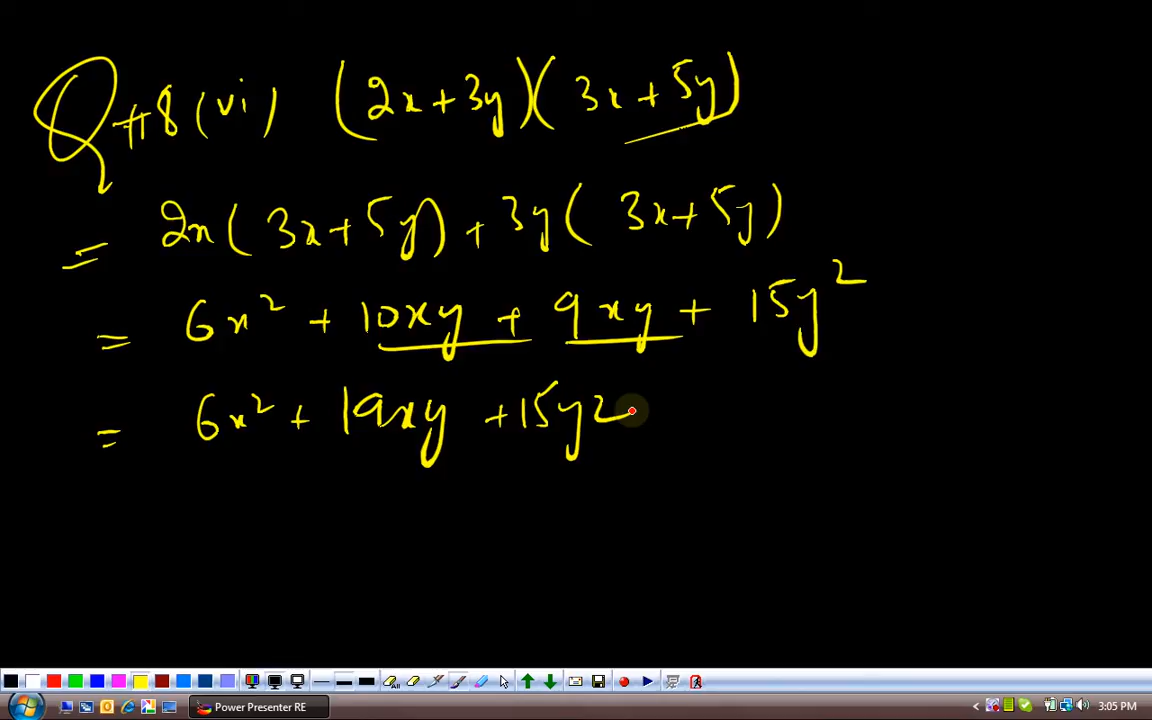 Q#8(vi) (2x+3y)(3x+5y)
= 2x(3x+5y)+3y(3x+5y)
= 6x² + 10xy + 9xy + 15y²
= 6x² + 19xy +15y2
All
Power Presenter RE
3:05 PM